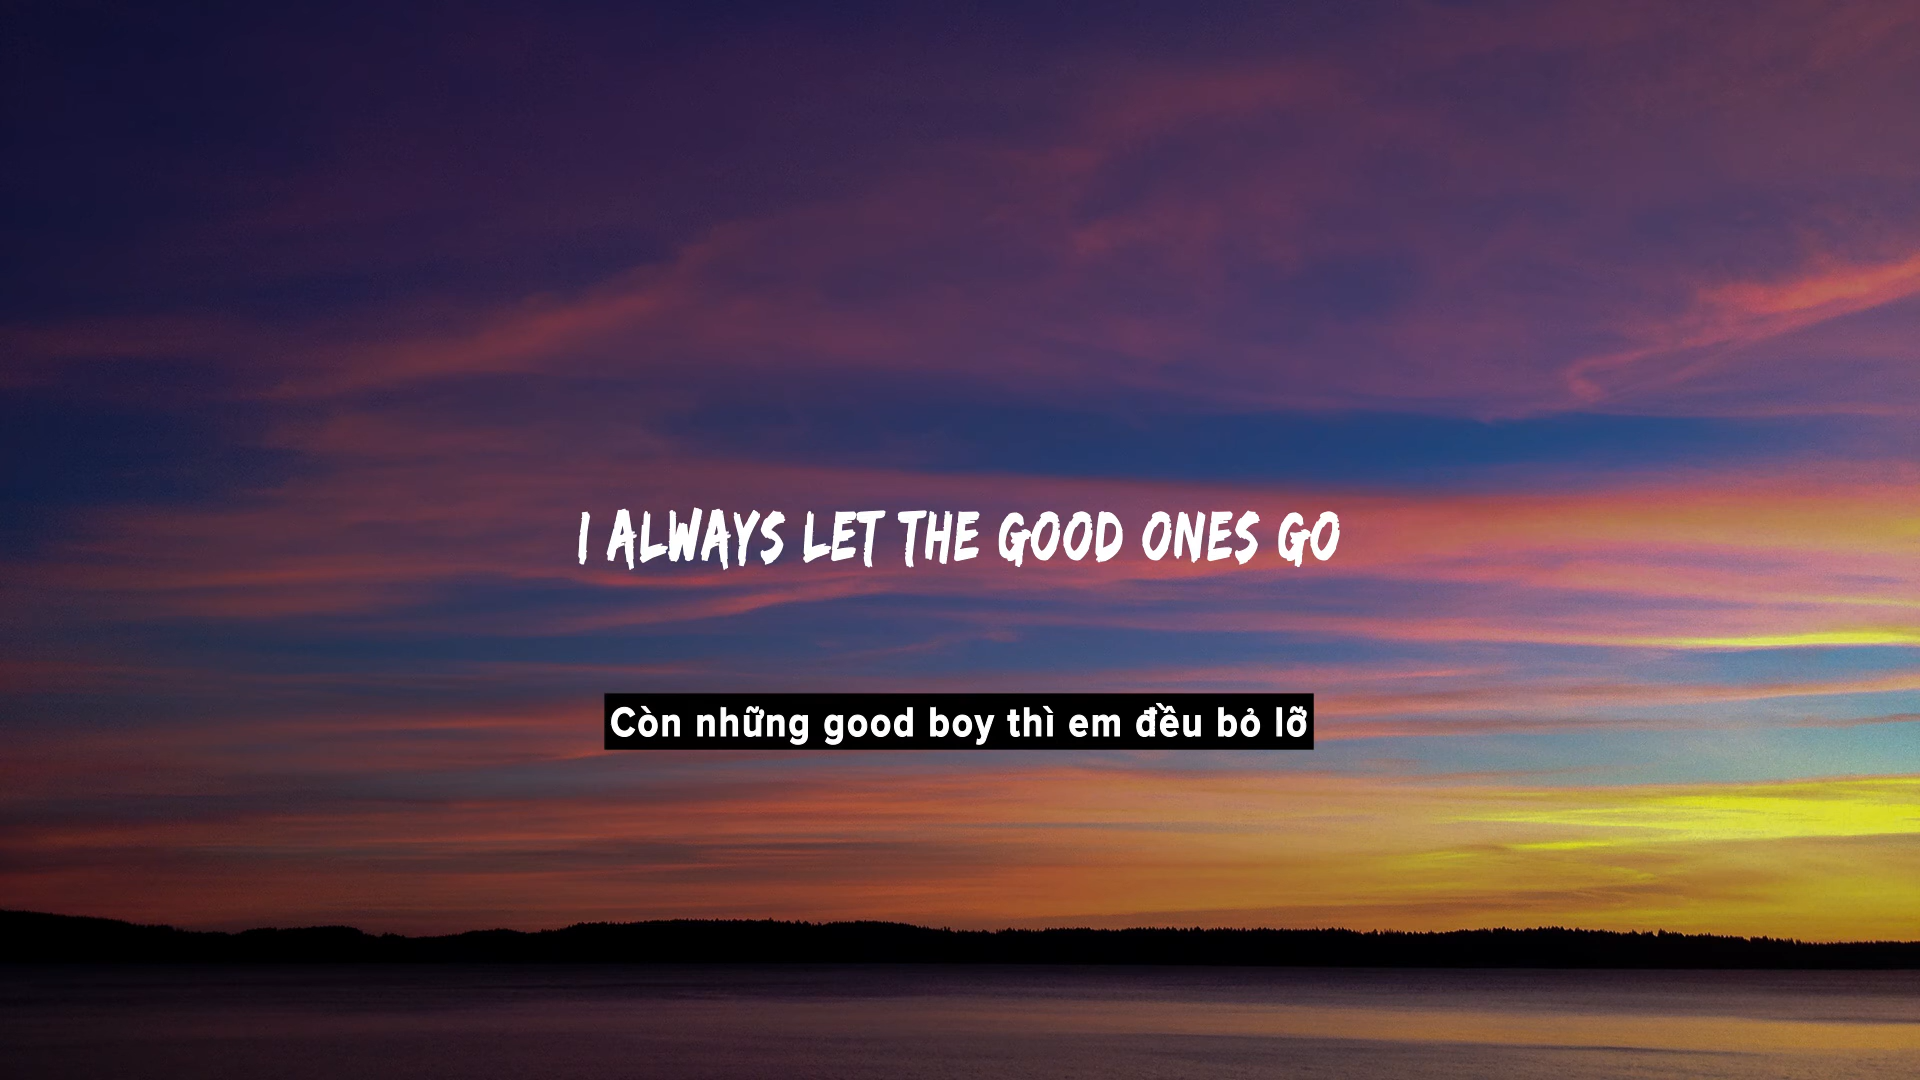 I ALWAYS LET THE GOOD ONES GO
Còn những good boy thì em đều bỏ lỡ